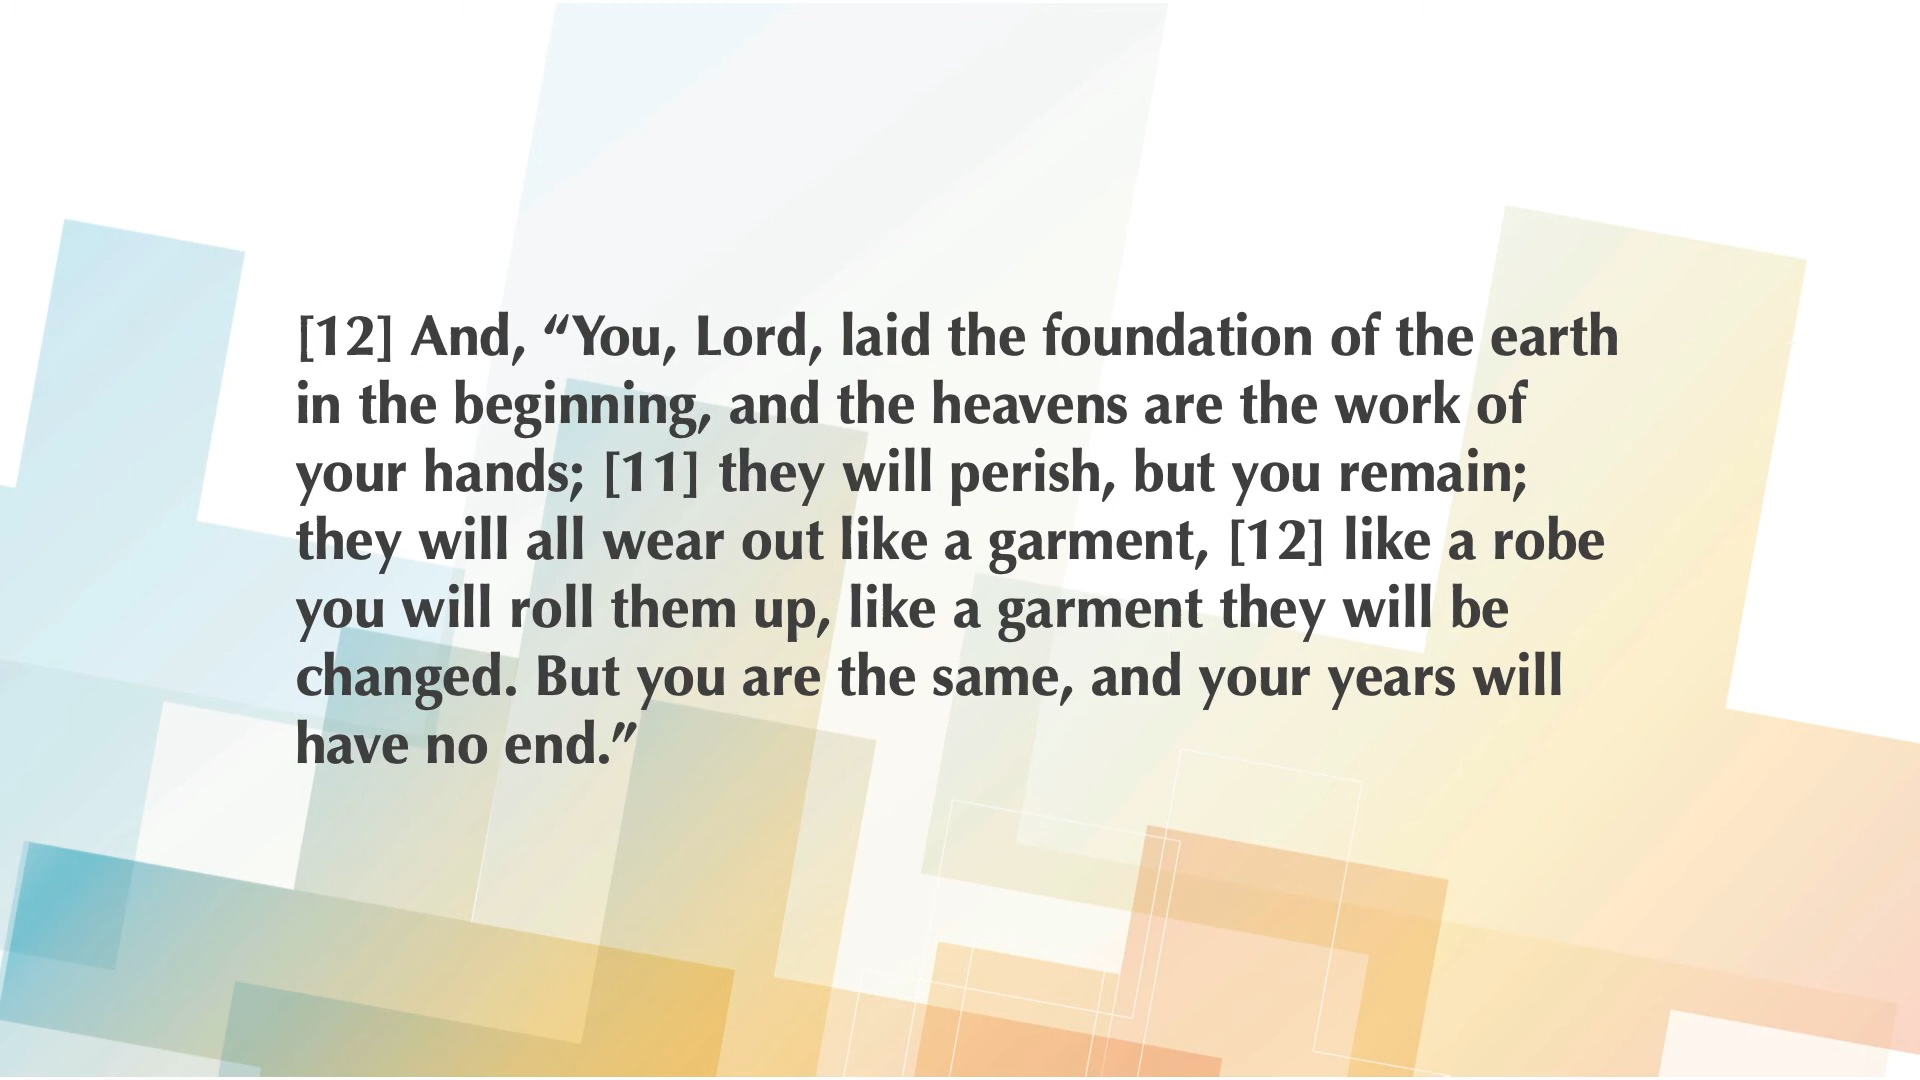 [12] And, “You, Lord, laid the foundation of the earth
in the beginning, and the heavens are the work of
your hands; [11] they will perish, but you remain;
they will all wear out like a garment, [12] like a robe
you will roll them up, like a garment they will be
changed. But you are the same, and your years will
have no end.”